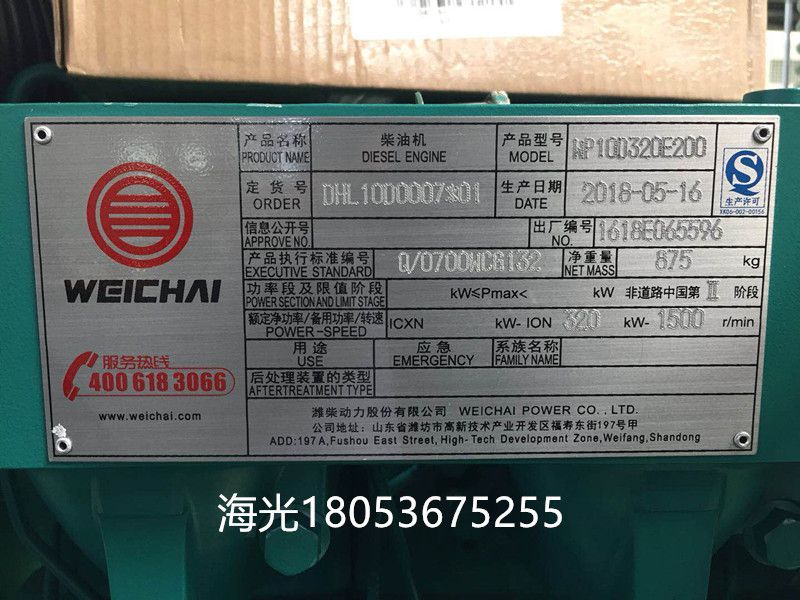 产品名称 柴油机 产品型号 WP10D320E200
PRODUCT NAME DIESEL ENGINE MODEL
定货号 DHL10D0007*01 生产日期 2018-05-16
ORDER DATE
生产许可
XK06-002-00156
信息公开号 出厂编号 1618E065596
APPROVE NO. NO.
产品执行标准编号 Q/0700WCG132 净重量 875 kg
EXECUTIVE STANDARD NET MASS
WEICHAI
功率段及限值阶段 kW≤Pmax< kW 非道路中国第 II 阶段
POWER SECTION AND LIMIT STAGE
额定净功率/备用功率/转速 ICXN kW- ION 320 kW- 1500 r/min
POWER-SPEED
用途 应急 系族名称
USE EMERGENCY FAMILY NAME
服务热线
400 618 3066
后处理装置的类型
AFTERTREATMENT TYPE
www.weichai.com
潍柴动力股份有限公司 WEICHAI POWER CO., LTD.
公司地址：山东省潍坊市高新技术产业开发区福寿东街197号甲
ADD:197 A,Fushou East Street, High-Tech Development Zone,Weifang,Shandong
海光18053675255